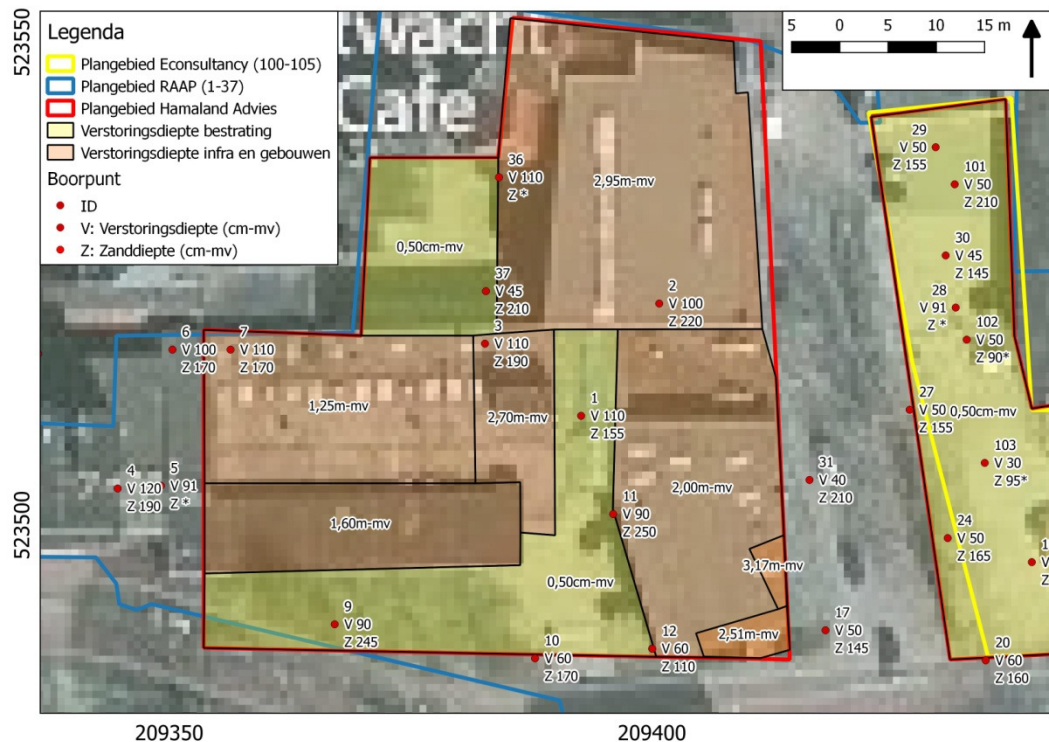 Legenda
Plangebied Econsultancy (100-105)
Plangebied RAAP (1-37)
Plangebied Hamaland Advies
Verstoringsdiepte bestrating
Verstoringsdiepte infra en gebouwen
Boorpunt
ID
V: Verstoringsdiepte (cm-mv)
Z: Zanddiepte (cm-mv)
5 0 5 10 15 m
523550
523500
209350
209400
cafe
36
V 110
Z *
2,95m-mv
0,50cm-mv
37
V 45
Z 210
2
V 100
Z 220
3
V 110
Z 190
6
V 100
Z 170
7
V 110
Z 170
1,25m-mv
2,70m-mv
1
V 110
Z 155
4
V 120
Z 190
5
V 91
Z *
1,60m-mv
2,00m-mv
11
V 90
Z 250
0,50cm-mv
3,17m-mv
2,51m-mv
9
V 90
Z 245
10
V 60
Z 170
12
V 60
Z 110
31
V 40
Z 210
17
V 50
Z 145
29
V 50
Z 155
101
V 50
Z 210
30
V 45
Z 145
28
V 91
Z *
102
V 50
Z 90*
27
V 50
Z 155
0,50cm-mv
103
V 30
Z 95*
24
V 50
Z 165
20
V 60
Z 160